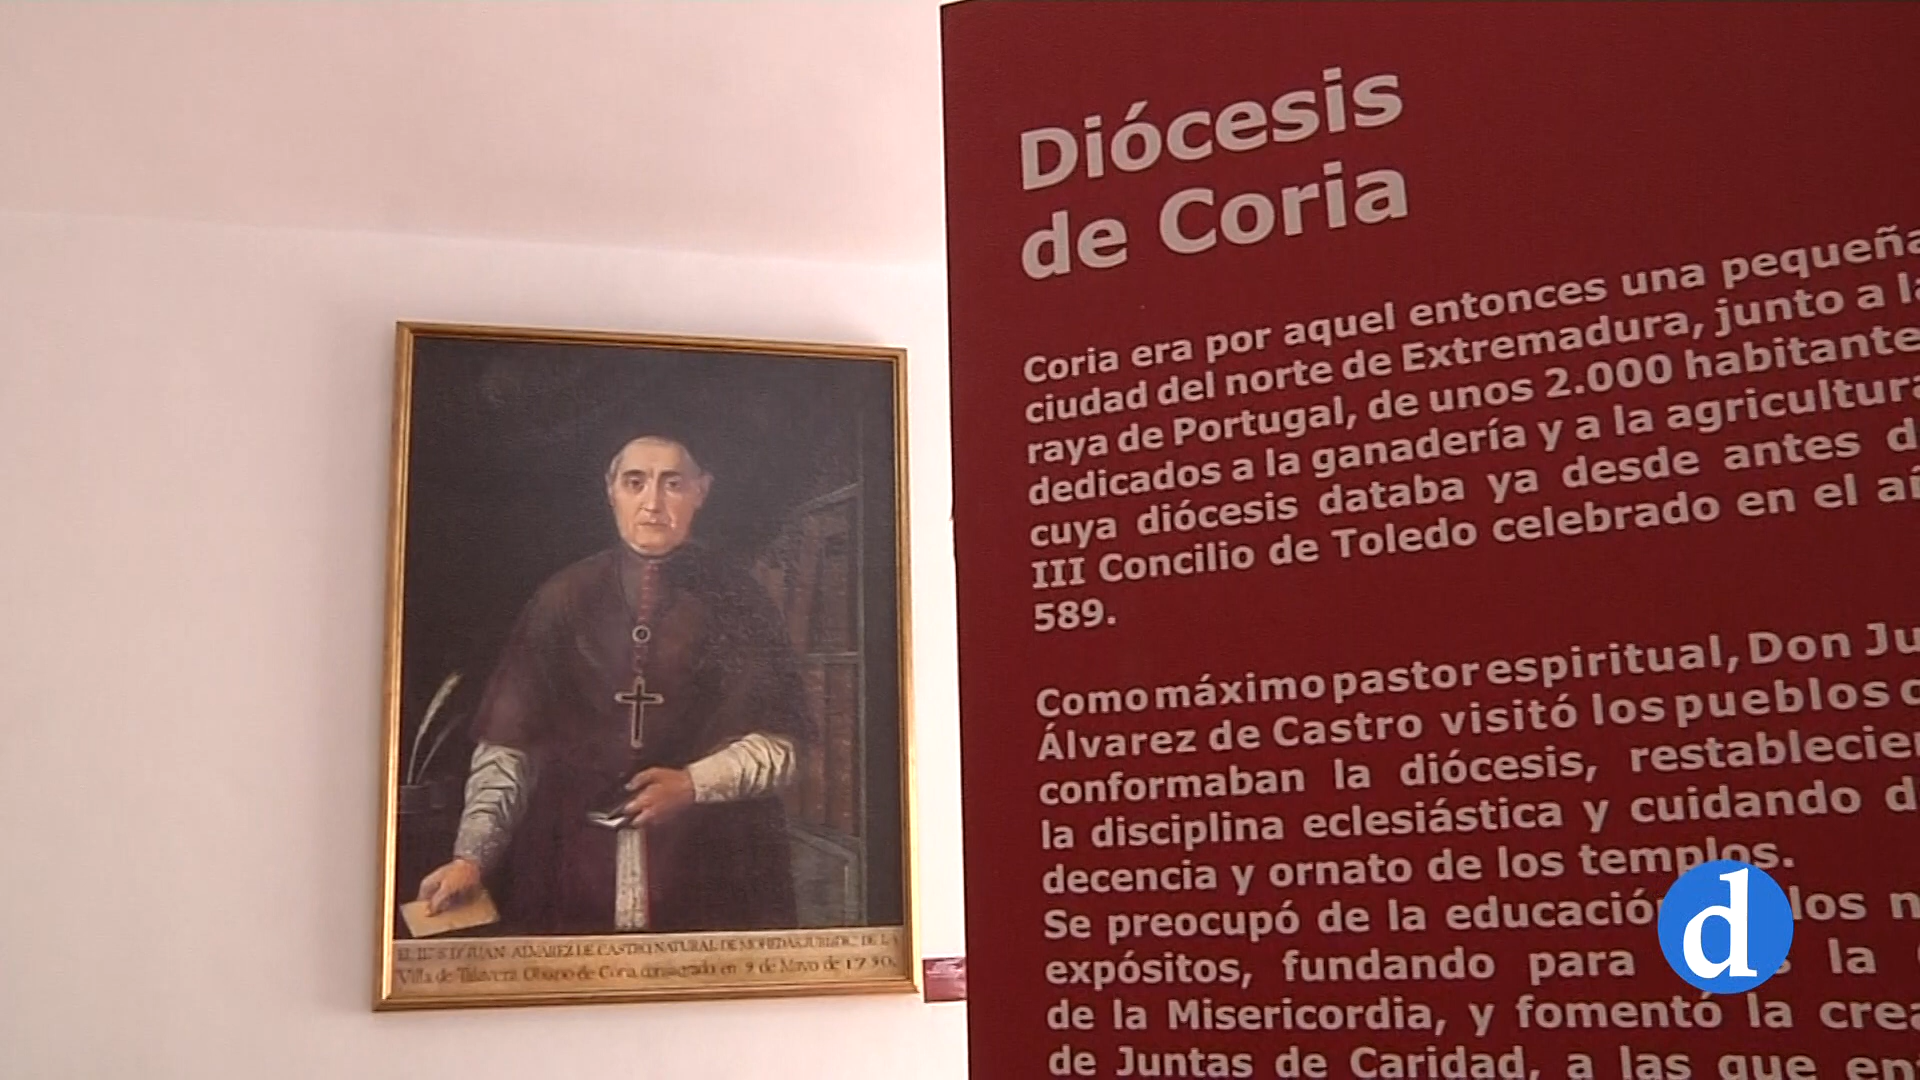 Diócesis
de Coria
Coria era por aquel entonces una pequeña
ciudad del norte de Extremadura, junto a la
raya de Portugal, de unos 2.000 habitante
dedicados a la ganadería y a la agricultura
cuya diócesis databa ya desde antes d
III Concilio de Toledo celebrado en el añ
589.
Como máximo pastor espiritual, Don Ju
Álvarez de Castro visitó los pueblos
conformaban la diócesis, restablecien
la disciplina eclesiástica y cuidando d
decencia y ornato de los templos.
Se preocupó de la educación los n
expósitos, fundando para la
de la Misericordia, y fomentó la crea
de Juntas de Caridad, a las que en
EL JUAN ALVAREZ DE CASTRO NATURAL DE MOHEDAS DE LA
Villa de Talavera Obispo de Coria consagrado en 9 de Mayo de 1790
d